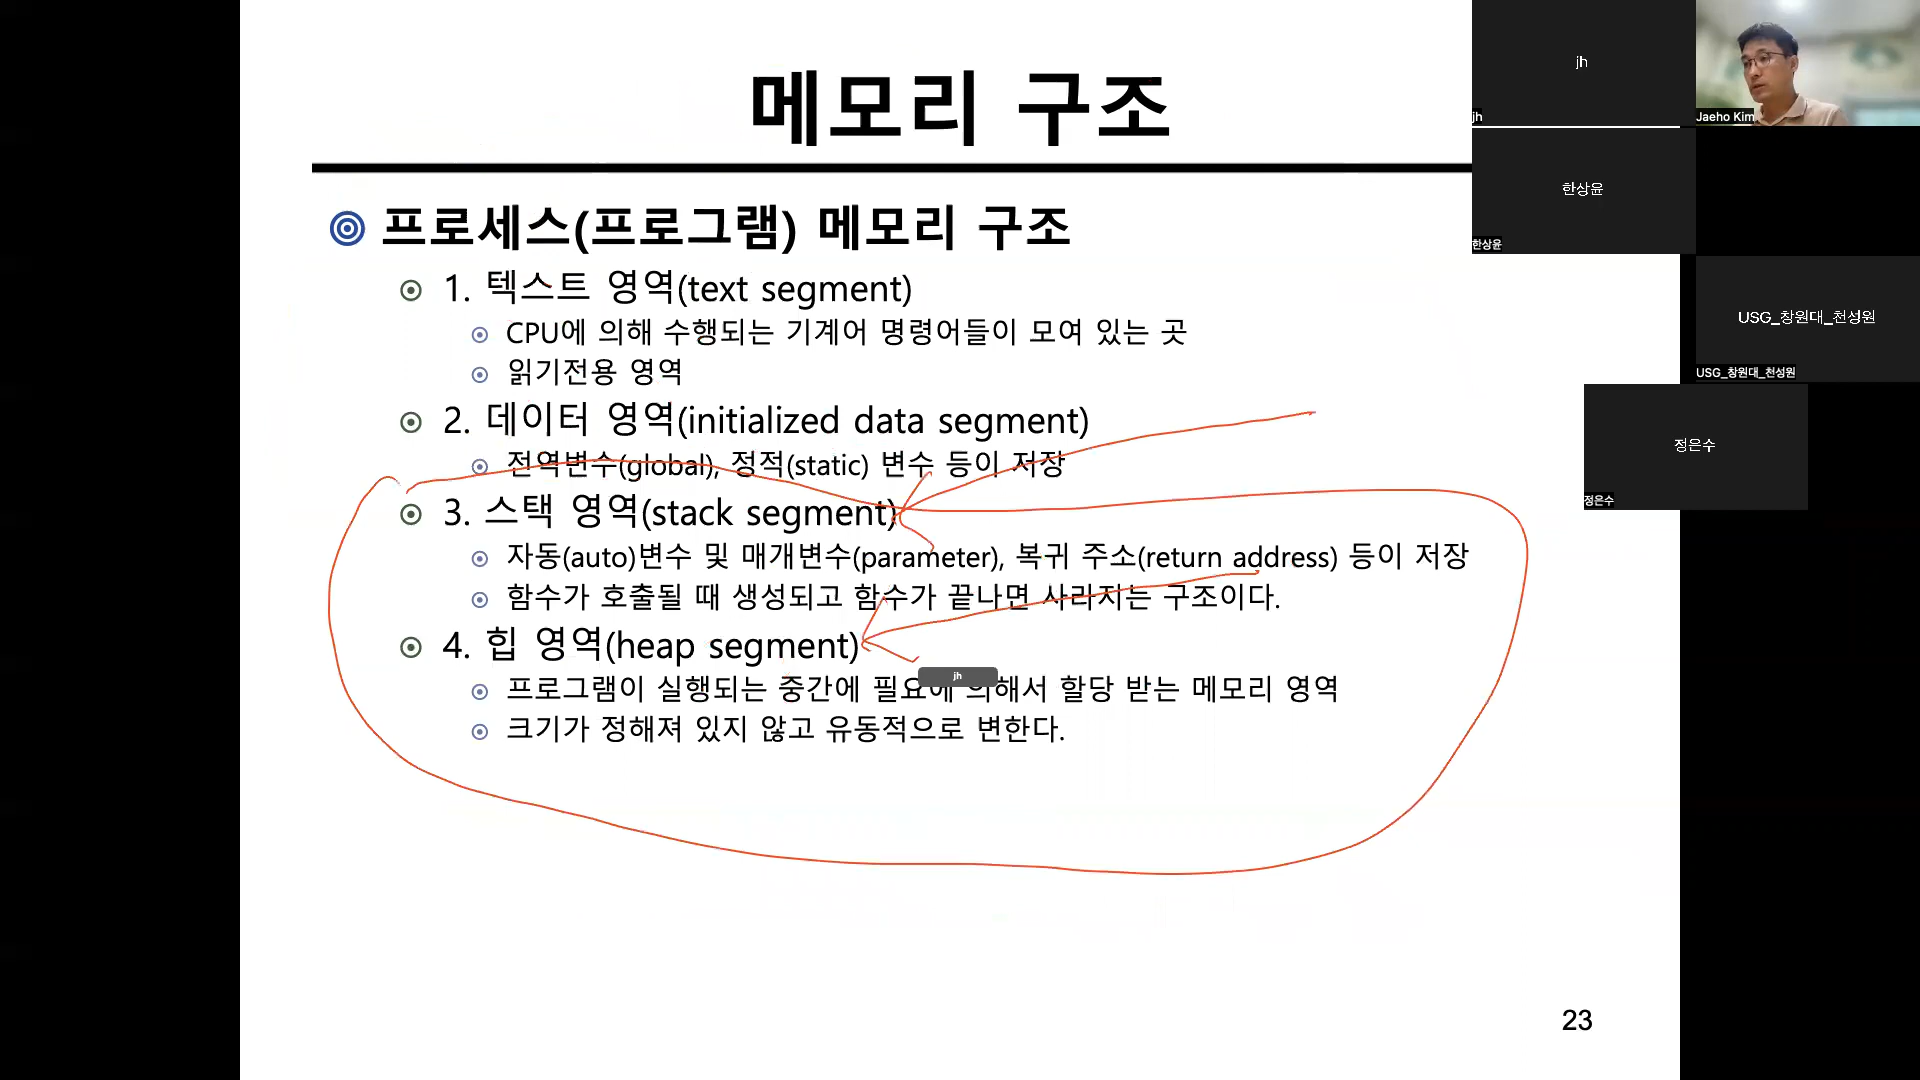 메모리 구조
프로세스(프로그램) 메모리 구조
1. 텍스트 영역(text segment)
CPU에 의해 수행되는 기계어 명령어들이 모여 있는 곳
읽기전용 영역
2. 데이터 영역(initialized data segment)
전역변수(global), 정적(static) 변수 등이 저장
3. 스택 영역(stack segment)
자동(auto)변수 및 매개변수(parameter), 복귀 주소(return address) 등이 저장
함수가 호출될 때 생성되고 함수가 끝나면 사라지는 구조이다.
4. 힙 영역(heap segment)
jh
프로그램이 실행되는 중간에 필요에 의해서 할당 받는 메모리 영역
크기가 정해져 있지 않고 유동적으로 변한다.
23
jh
jh
Jaeho Kim
한상윤
한상윤
USG_창원대_천성원
USG_창원대_천성원
정은수
정은수